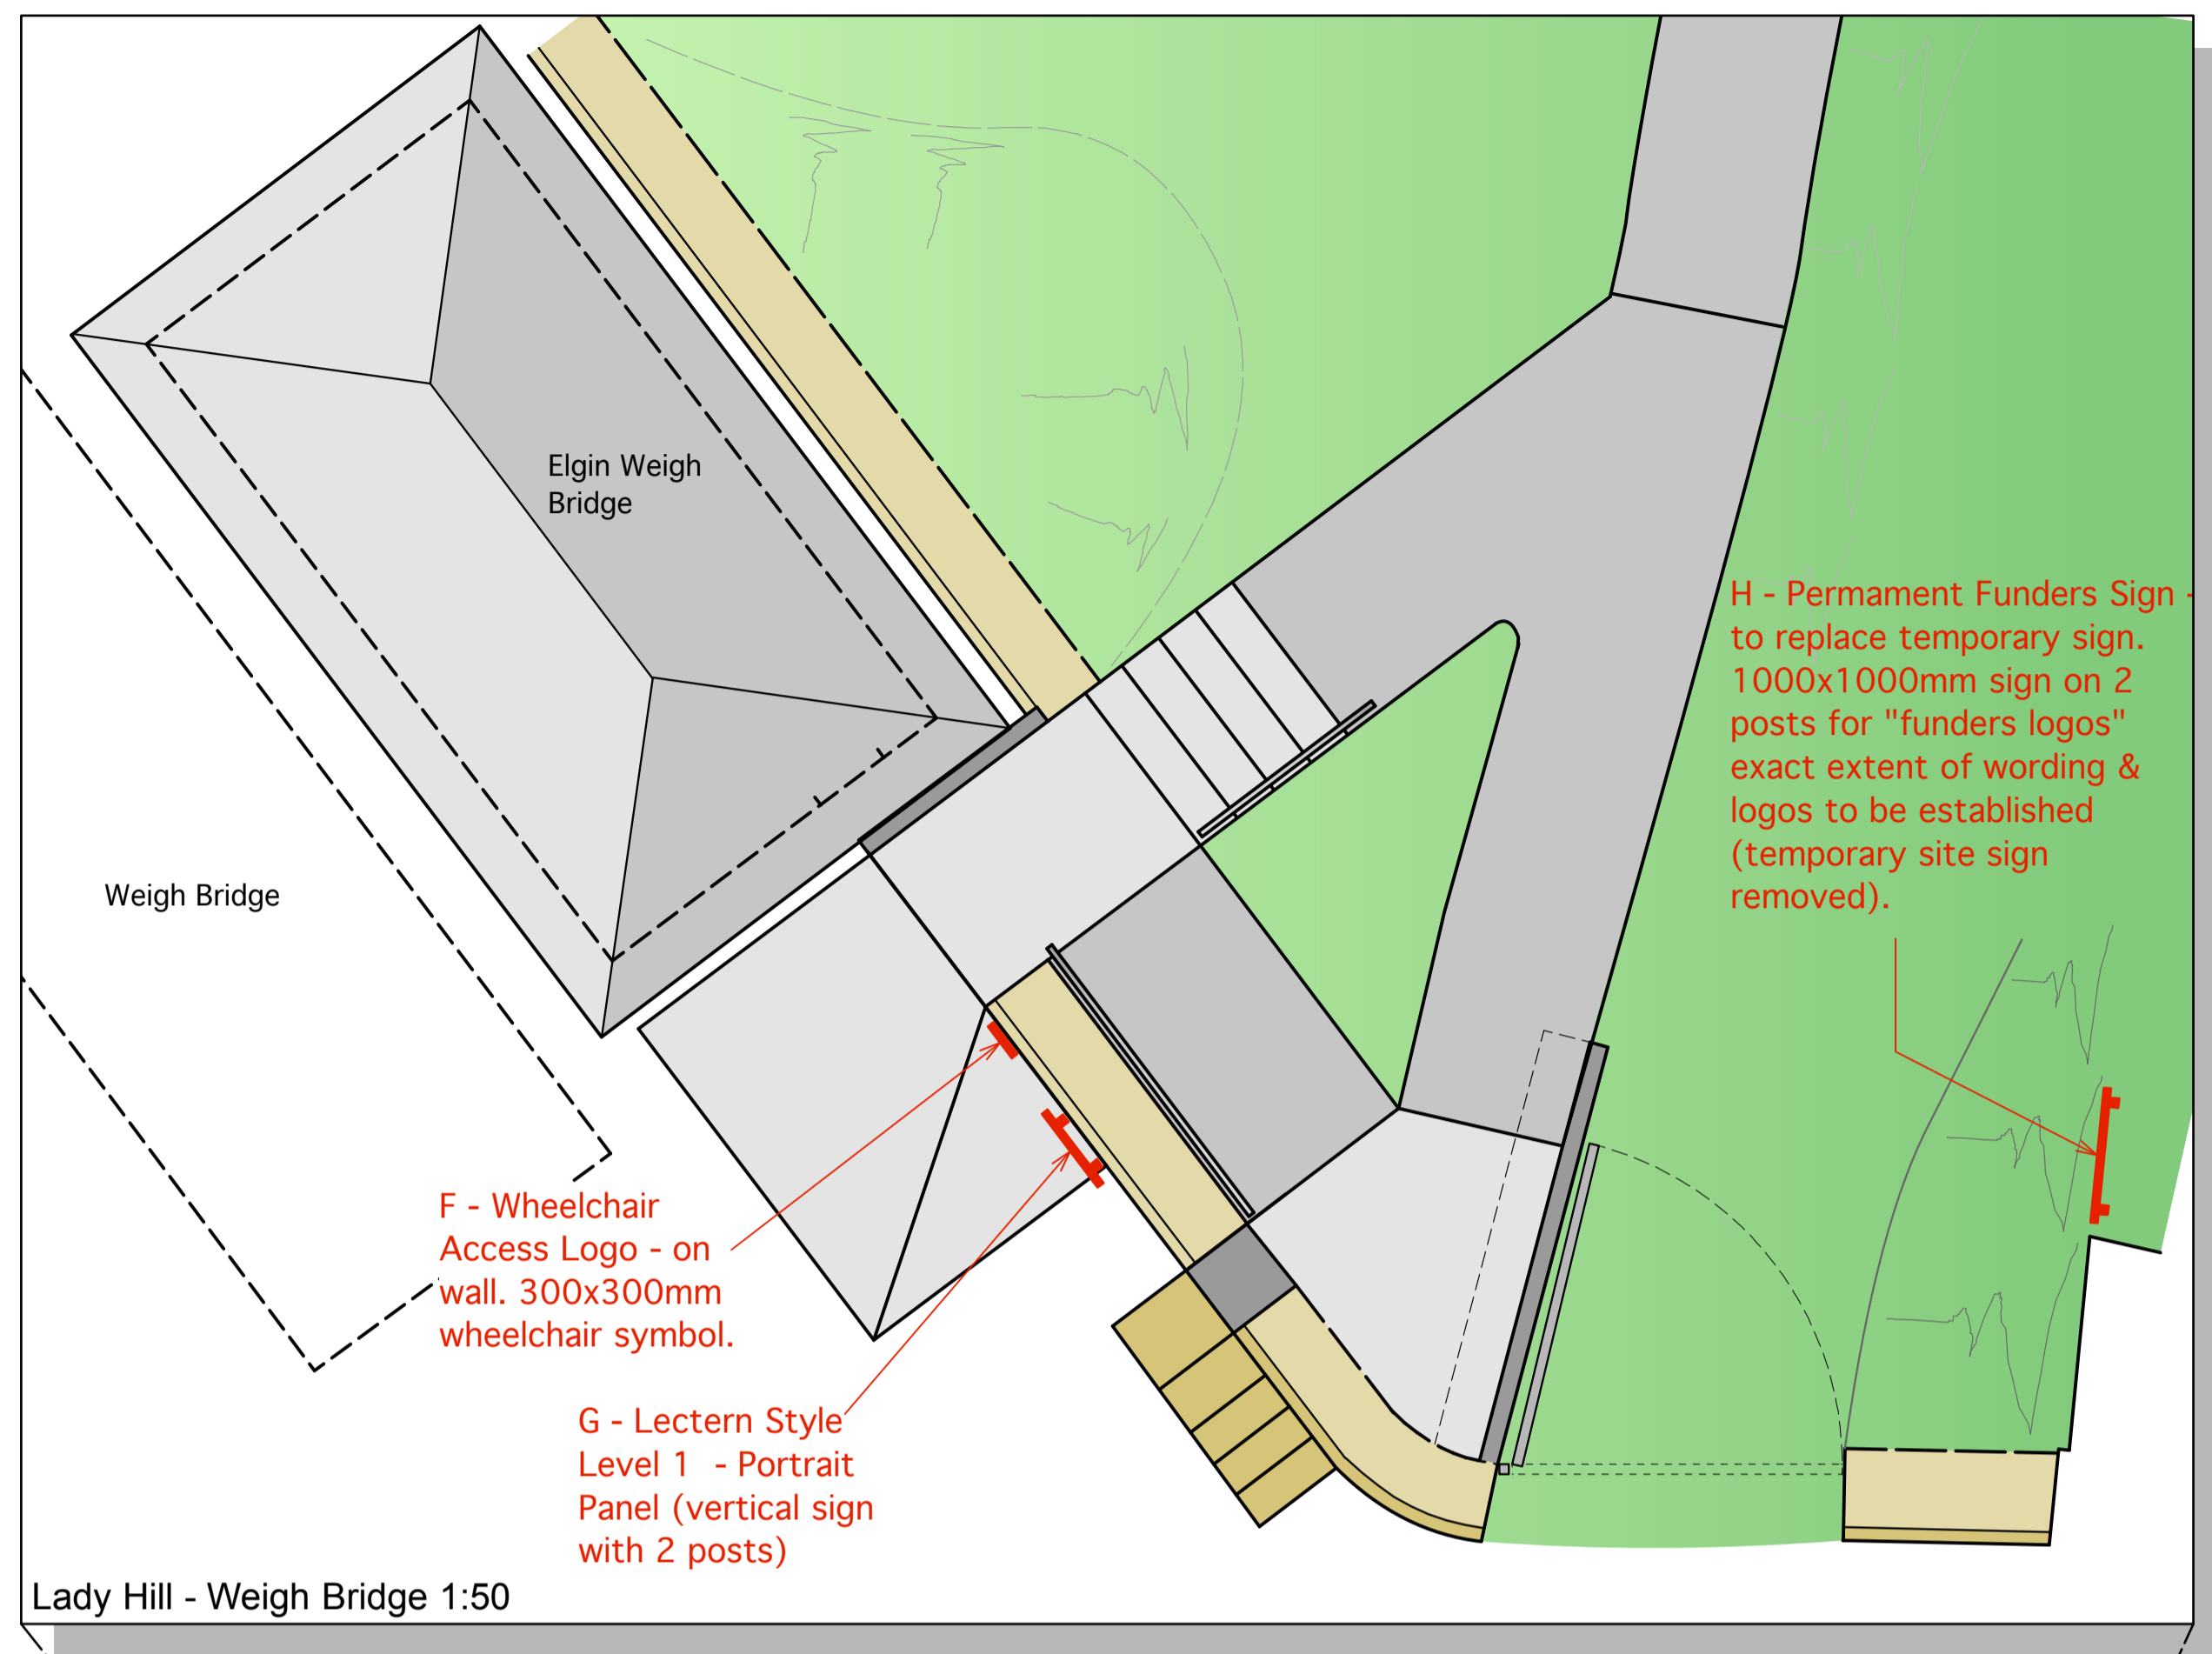 Elgin Weigh
Bridge
H - Permament Funders Sign -
to replace temporary sign.
1000x1000mm sign on 2
posts for "funders logos"
exact extent of wording &
logos to be established
(temporary site sign
removed).
Weigh Bridge
F - Wheelchair
Access Logo - on
wall. 300x300mm
wheelchair symbol.
G - Lectern Style
Level 1  - Portrait
Panel (vertical sign
with 2 posts)
Lady Hill - Weigh Bridge 1:50